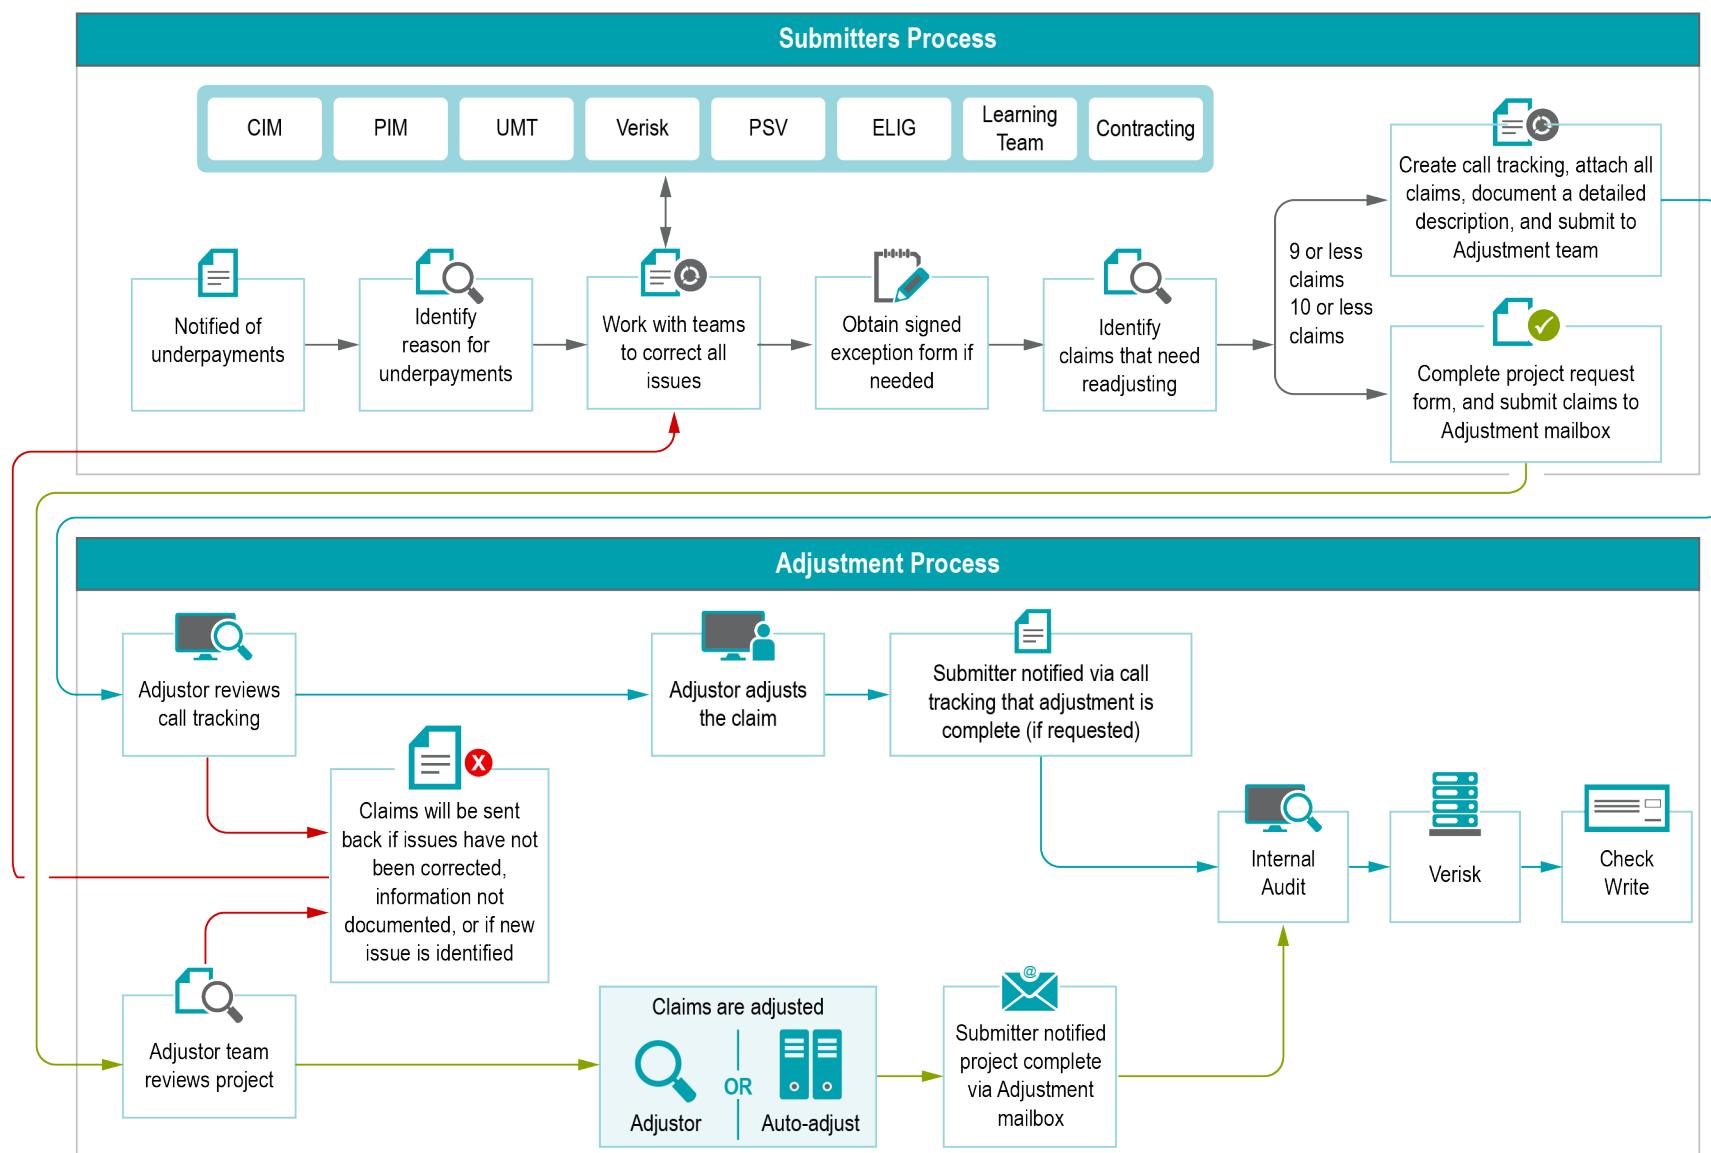 Submitters Process
CIM
PIM
UMT
Verisk
PSV
ELIG
Learning
Team
Contracting
Notified of
underpayments
Identify
reason for
underpayments
Work with teams
to correct all
issues
Obtain signed
exception form if
needed
Identify
claims that need
readjusting
9 or less
claims
10 or less
claims
Create call tracking, attach all
claims, document a detailed
description, and submit to
Adjustment team
Complete project request
form, and submit claims to
Adjustment mailbox
Adjustment Process
Adjustor reviews
call tracking
Adjustor adjusts
the claim
Submitter notified via call
tracking that adjustment is
complete (if requested)
X
Claims will be sent
back if issues have not
been corrected,
information not
documented, or if new
issue is identified
Internal
Audit
Verisk
Check
Write
Adjustor team
reviews project
Claims are adjusted
Adjustor
OR
Auto-adjust
@
Submitter notified
project complete
via Adjustment
mailbox